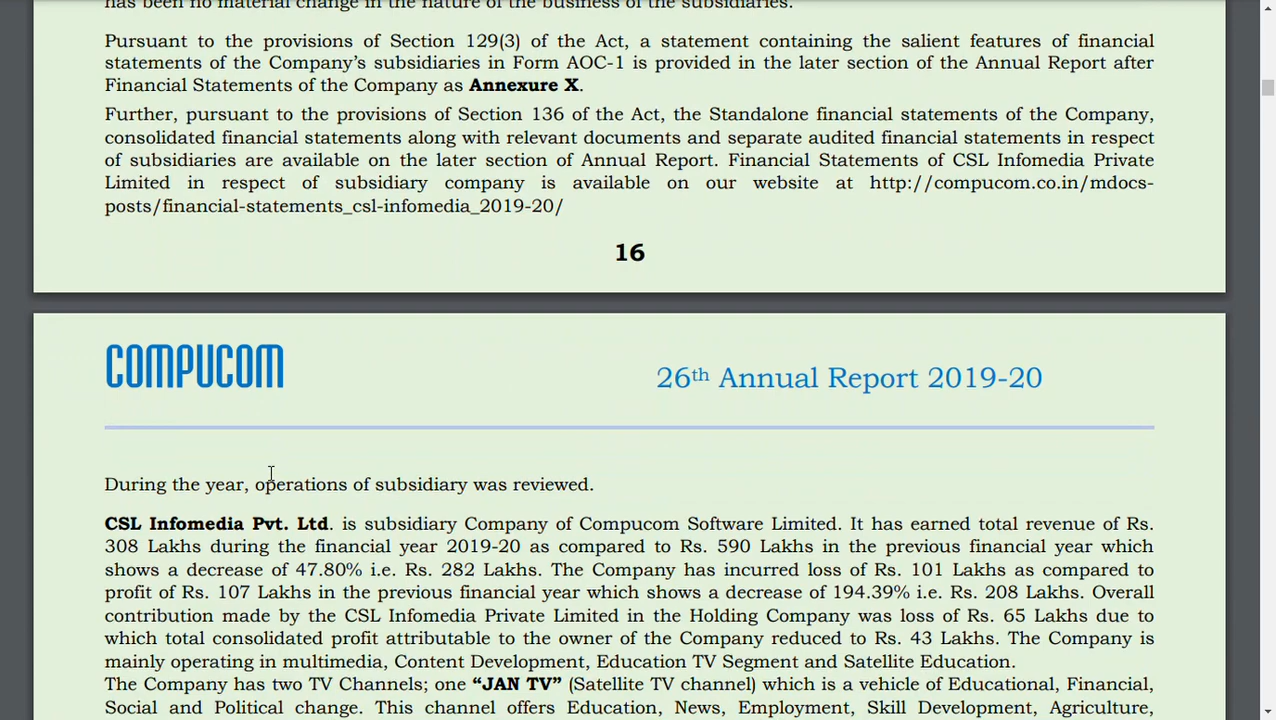 has been no material change in the nature of the business of the subsidiaries.
Pursuant to the provisions of Section 129(3) of the Act, a statement containing the salient features of financial
statements of the Company’s subsidiaries in Form AOC-1 is provided in the later section of the Annual Report after
Financial Statements of the Company as Annexure X.
Further, pursuant to the provisions of Section 136 of the Act, the Standalone financial statements of the Company,
consolidated financial statements along with relevant documents and separate audited financial statements in respect
of subsidiaries are available on the later section of Annual Report. Financial Statements of CSL Infomedia Private
Limited in respect of subsidiary company is available on our website at http://compucom.co.in/mdocs-
posts/financial-statements_csl-infomedia_2019-20/
16
COMPUCOM
26th Annual Report 2019-20
During the year, operations of subsidiary was reviewed.
CSL Infomedia Pvt. Ltd. is subsidiary Company of Compucom Software Limited. It has earned total revenue of Rs.
308 Lakhs during the financial year 2019-20 as compared to Rs. 590 Lakhs in the previous financial year which
shows a decrease of 47.80% i.e. Rs. 282 Lakhs. The Company has incurred loss of Rs. 101 Lakhs as compared to
profit of Rs. 107 Lakhs in the previous financial year which shows a decrease of 194.39% i.e. Rs. 208 Lakhs. Overall
contribution made by the CSL Infomedia Private Limited in the Holding Company was loss of Rs. 65 Lakhs due to
which total consolidated profit attributable to the owner of the Company reduced to Rs. 43 Lakhs. The Company is
mainly operating in multimedia, Content Development, Education TV Segment and Satellite Education.
The Company has two TV Channels; one “JAN TV” (Satellite TV channel) which is a vehicle of Educational, Financial,
Social and Political change. This channel offers Education, News, Employment, Skill Development, Agriculture,